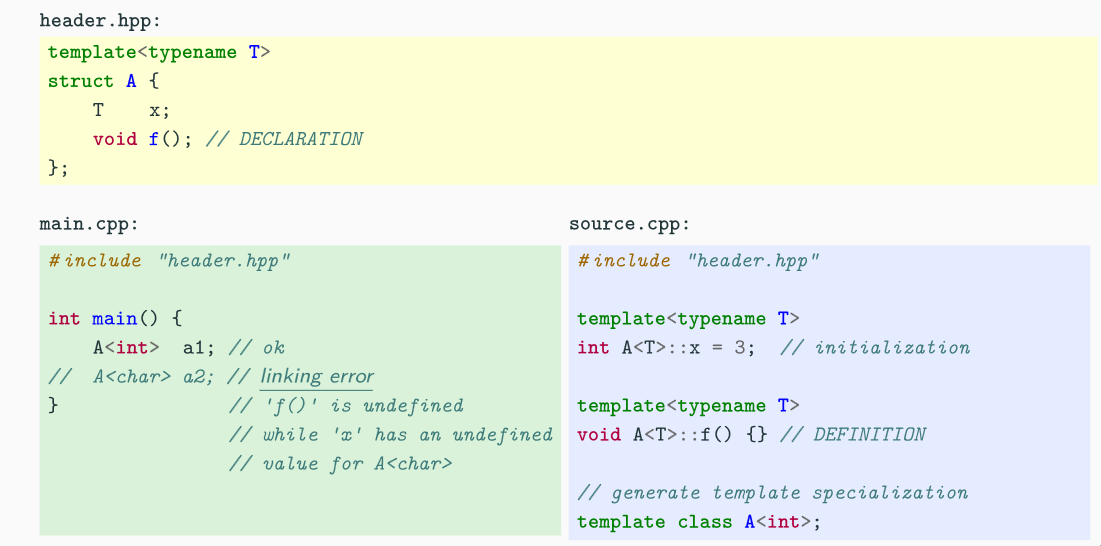 header.hpp:
template<typename T>
struct A {
    T    x;
    void f(); // DECLARATION
};
main.cpp:
#include "header.hpp"
int main() {
    A<int>  a1; // ok
//  A<char> a2; // linking error
}               // 'f()' is undefined
                // while 'x' has an undefined
                // value for A<char>
source.cpp:
#include "header.hpp"
template<typename T>
int A<T>::x = 3;  // initialization
template<typename T>
void A<T>::f() {} // DEFINITION
// generate template specialization
template class A<int>;